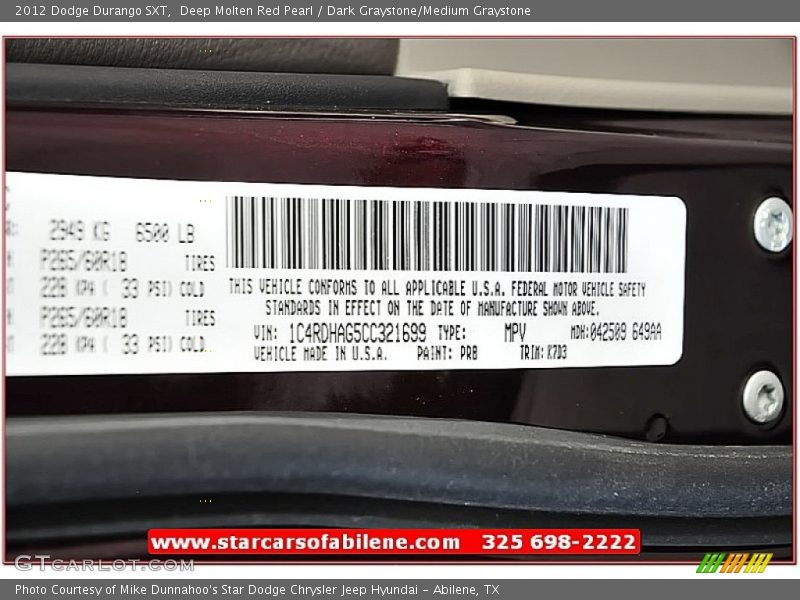 2012 Dodge Durango SXT, Deep Molten Red Pearl / Dark Graystone/Medium Graystone
2949 KG 6500 LB
P265/60R18 TIRES
228 KPA ( 33 PSI) COLD
P265/60R18 TIRES
228 KPA ( 33 PSI) COLD
THIS VEHICLE CONFORMS TO ALL APPLICABLE U.S.A. FEDERAL MOTOR VEHICLE SAFETY
STANDARDS IN EFFECT ON THE DATE OF MANUFACTURE SHOWN ABOVE.
VIN: 1C4RDHAG5CC321699 TYPE: MPV MDH:042509 649AA
VEHICLE MADE IN U.S.A. PAINT: PR8 TRIM: K7D3
www.starcarsofabilene.com 325 698-2222
GTCARLOT.COM
Photo Courtesy of Mike Dunnahoo's Star Dodge Chrysler Jeep Hyundai - Abilene, TX